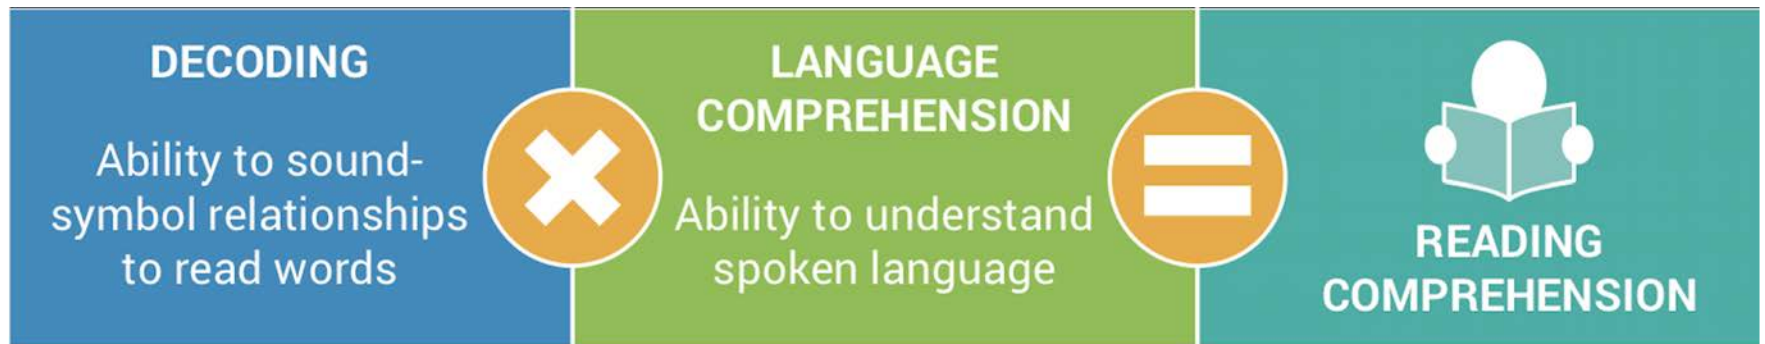 DECODING
Ability to sound-
symbol relationships
to read words
LANGUAGE
COMPREHENSION
Ability to understand
spoken language
READING
COMPREHENSION